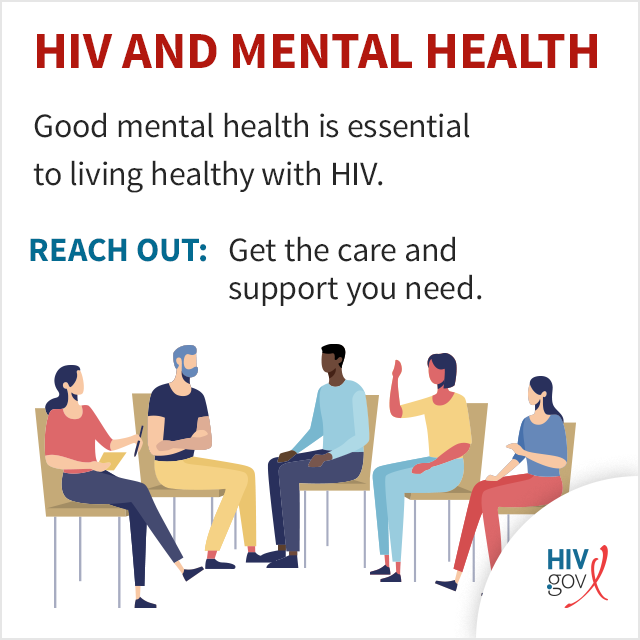 HIV AND MENTAL HEALTH
Good mental health is essential
to living healthy with HIV.
REACH OUT: Get the care and
support you need.
HIV
.gov